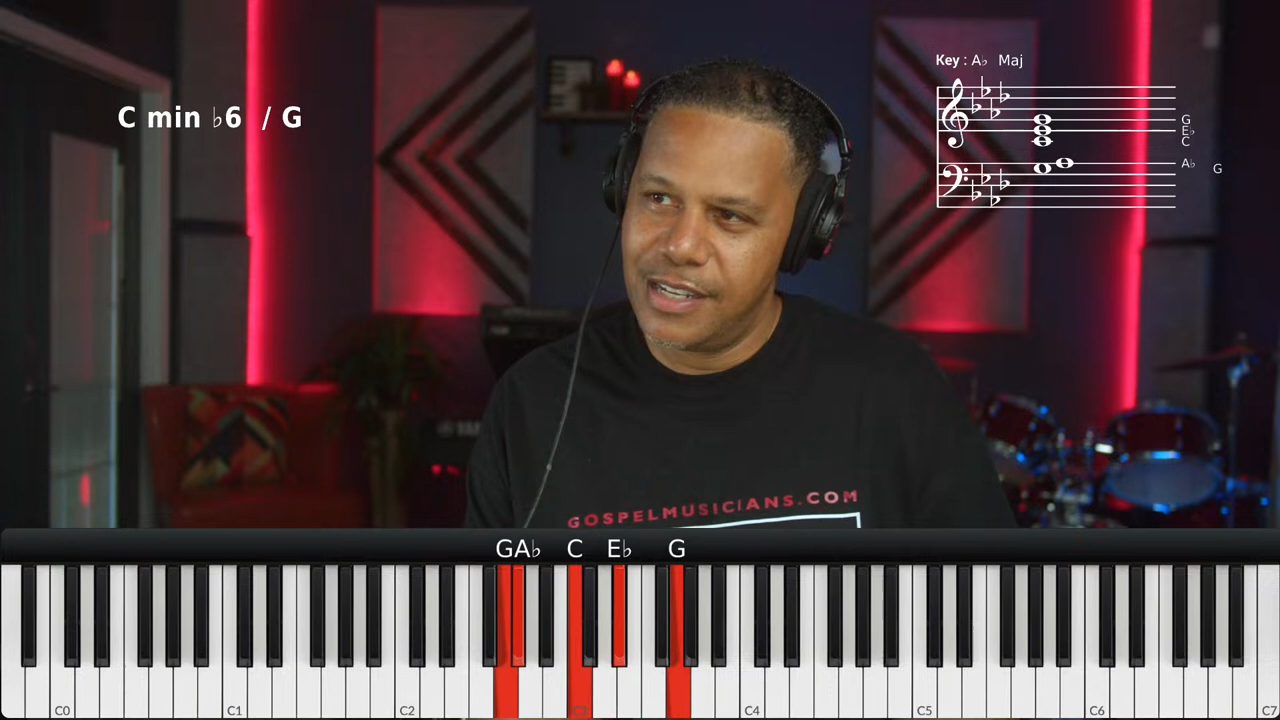 C min ♭6 / G
Key : A♭ Maj
G
E♭
C
A♭
G
GOSPELMUSICIANS.COM
G A♭ C E♭ G
C0 C1 C2 C3 C4 C5 C6 C7